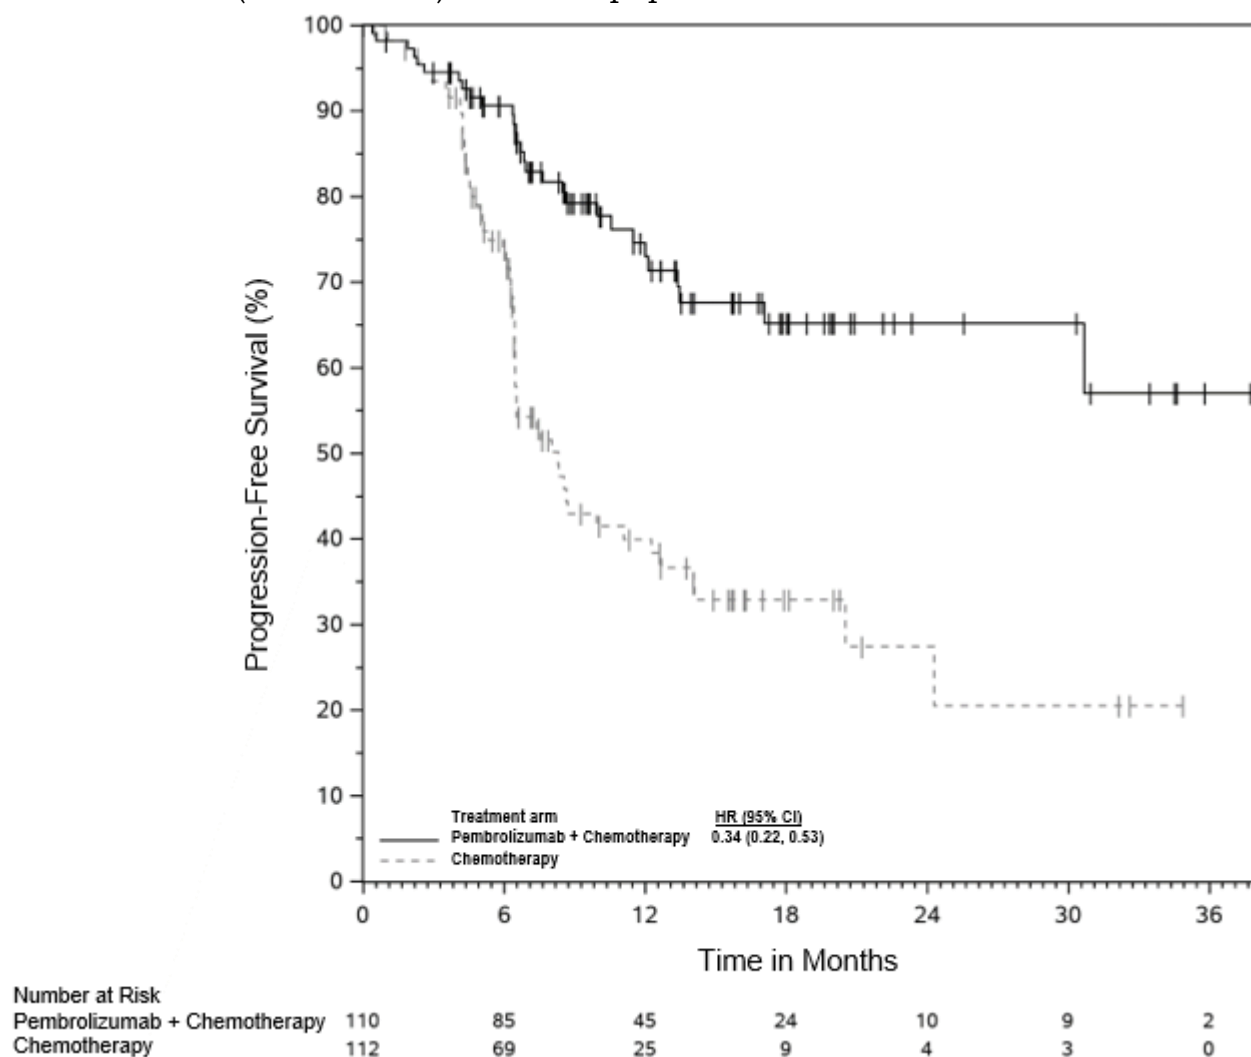 100
90
80
70
60
50
40
30
20
10
0
Progression-Free Survival (%)
Treatment arm HR (95% CI)
Pembrolizumab + Chemotherapy 0.34 (0.22, 0.53)
Chemotherapy
0 6 12 18 24 30 36
Time in Months
Number at Risk
Pembrolizumab + Chemotherapy 110 85 45 24 10 9 2
Chemotherapy 112 69 25 9 4 3 0